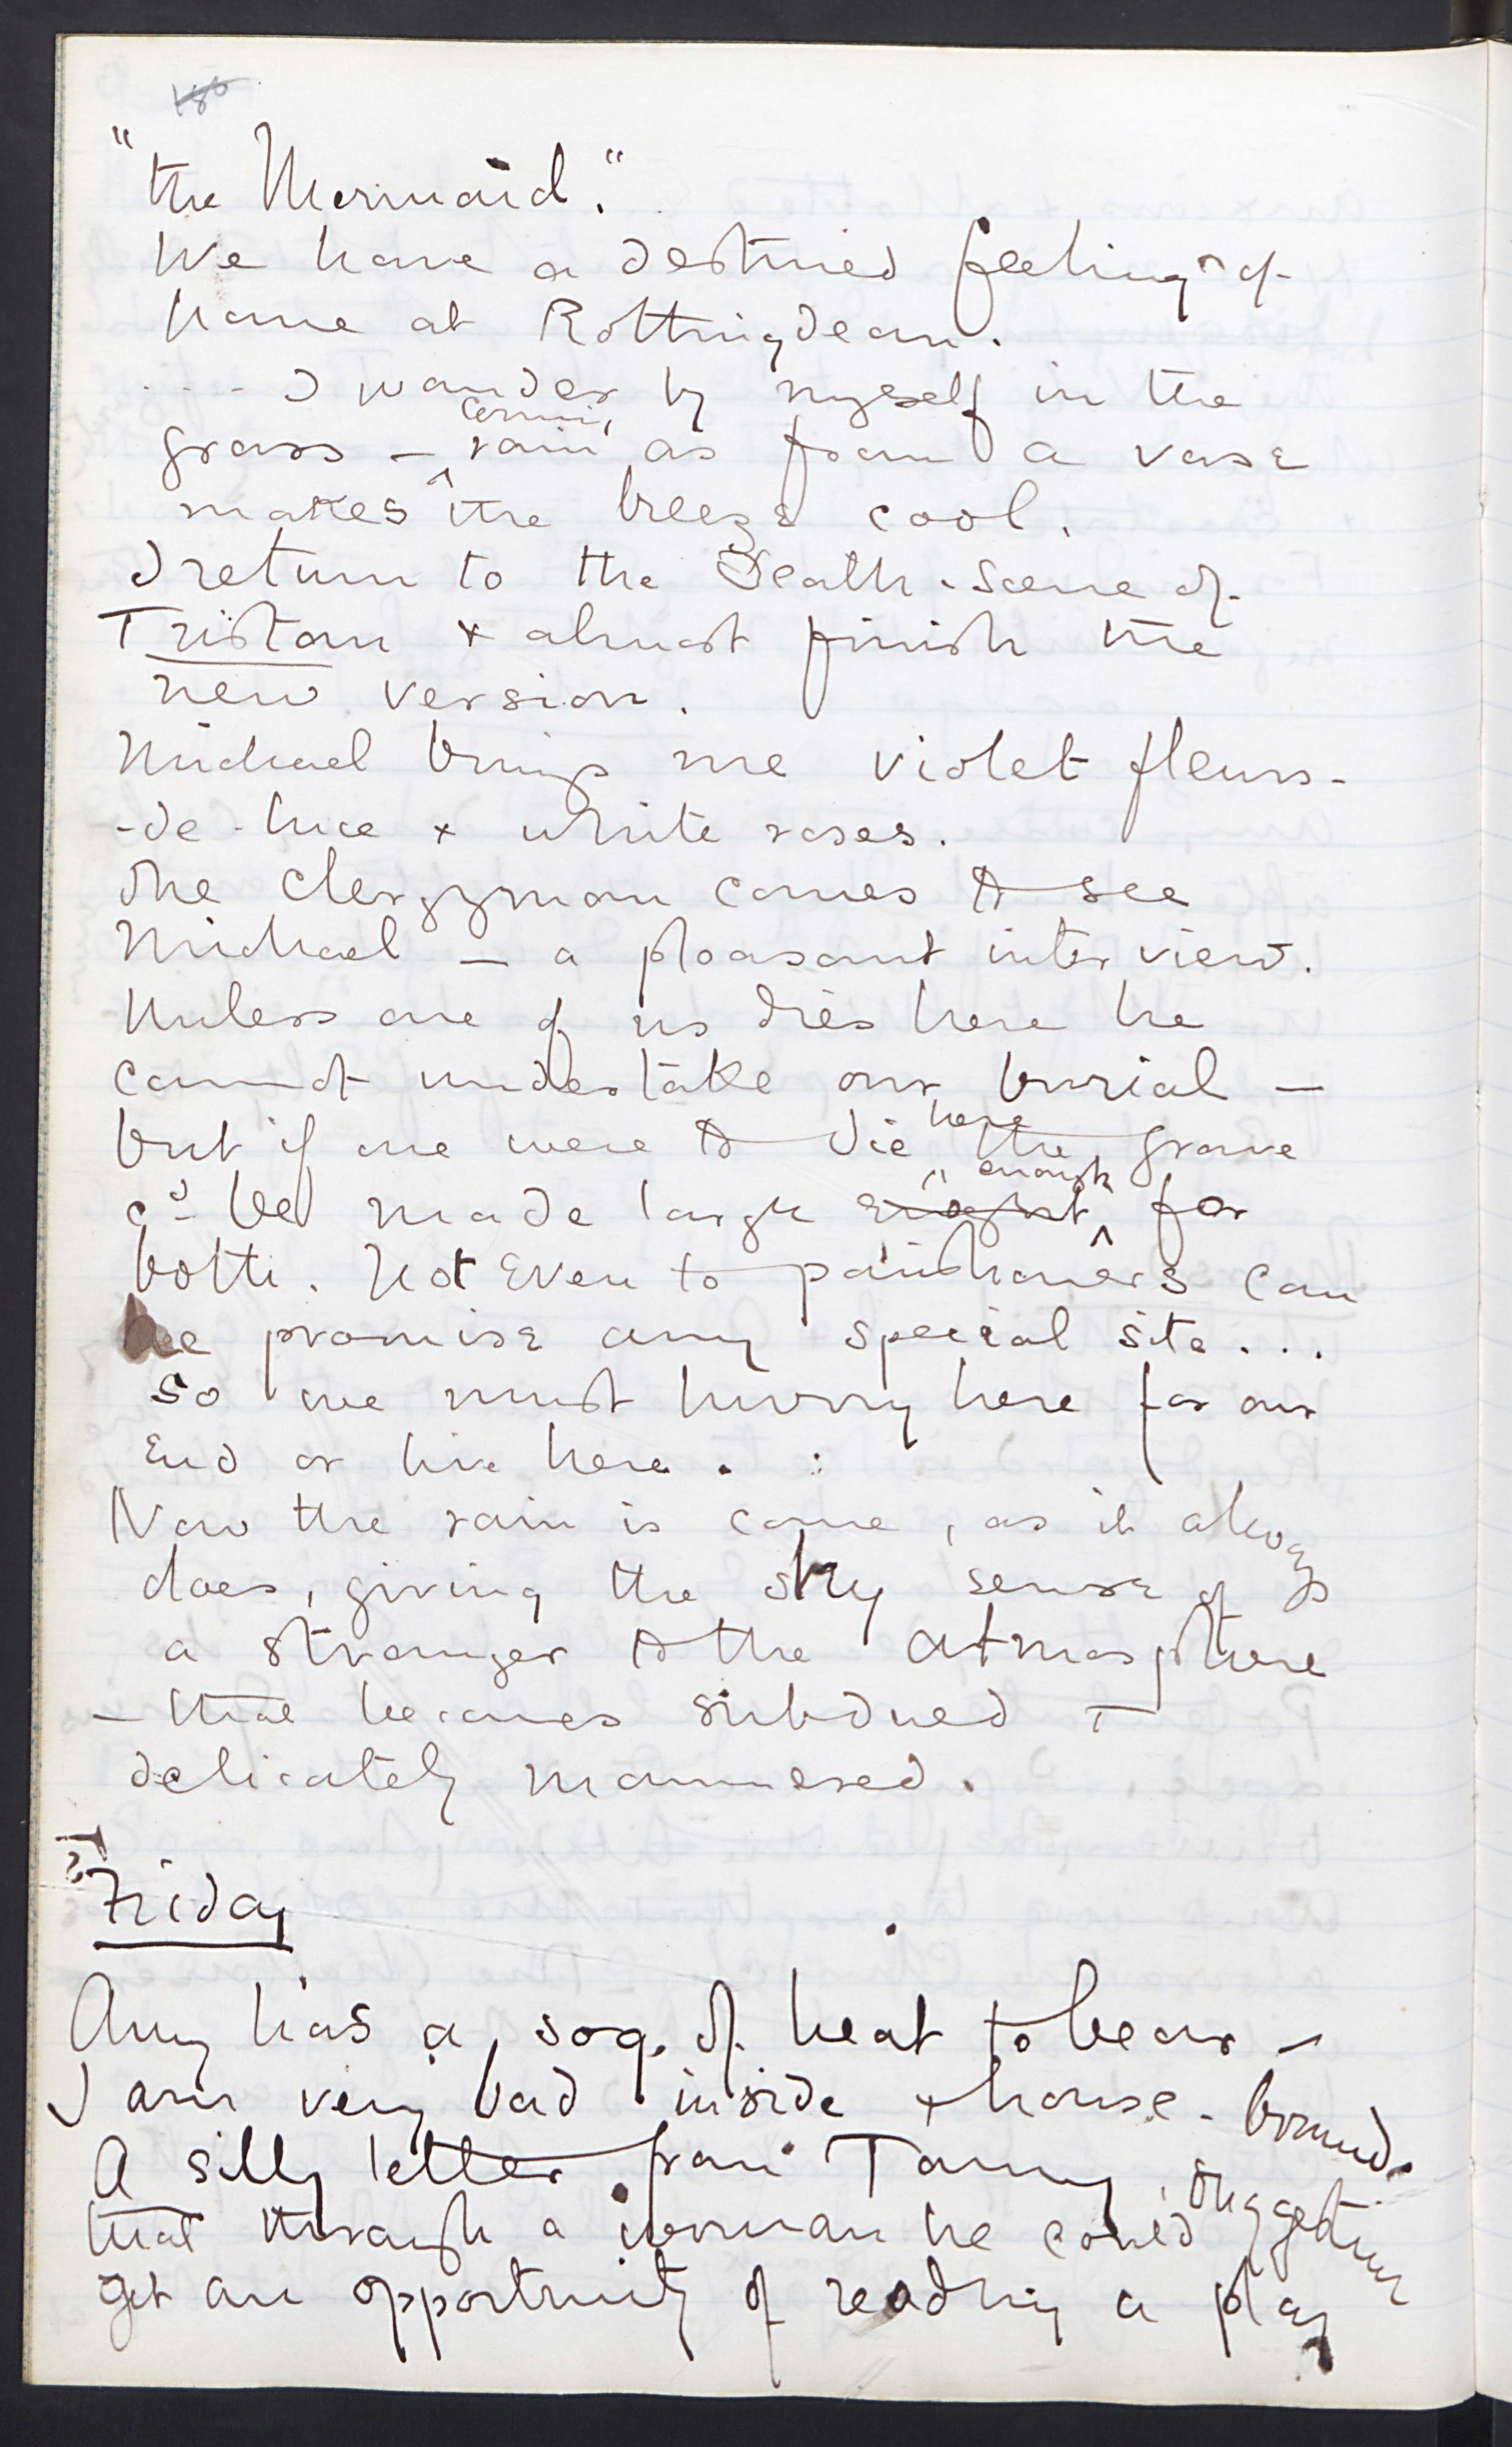 186
"the Mermaid."
We have a destined feeling of
home at Rottingdean.
.... I wander by myself in the
grass – coming rain, as from a vase
makes the breeze cool.
I return to the Death-scene of
Tristan & almost finish the
new version.
Michael brings me violet fleurs-
-de-luce & white roses.
The clergyman comes to see
Michael – a pleasant interview.
Unless one of us dies here he
cannot undertake our burial –
but if one were to die here the grave
cd be made large enought enough for
both. Not even to parishioners can
he promise any special site...
so we must hurry here for our
End or live here. :
Now the rain is come, as it always
does, giving the shy sense of
a stranger to the atmosphere
– that becomes subdued &
delicately mannered.
Friday
Amy has a of heat to bear –
I am very bad inside & house-bound.
A silly letter from Tommy, suggesting
that through a woman he could
get an opportunity of reading a play